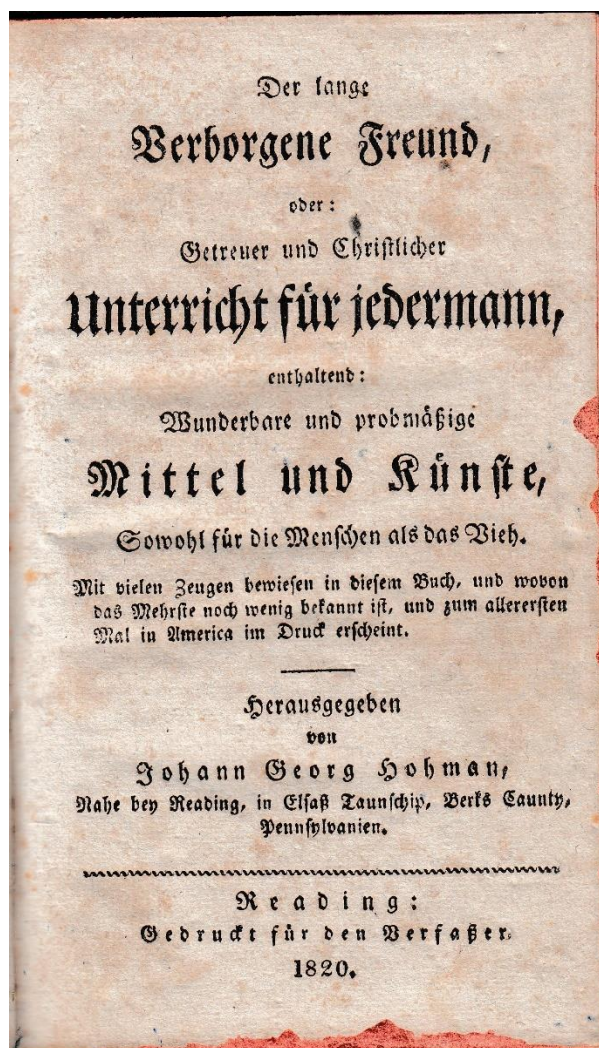 Der lange
Verborgene Freund,
oder:
Getreuer und Christlicher
Unterricht für jedermann,
enthaltend:
Wunderbare und probmäßige
Mittel und Künste,
Sowohl für die Menschen als das Vieh.
Mit vielen Zeugen bewiesen in diesem Buch, und wovon
das Mehrste noch wenig bekannt ist, und zum allerersten
Mal in America im Druck erscheint.
Herausgegeben
von
Johann Georg Hohman,
Nahe bey Reading, in Elsaß Taunschip, Berks Caunty,
Pennsylvanien.
Reading:
Gedruckt für den Verfaßer.
1820.